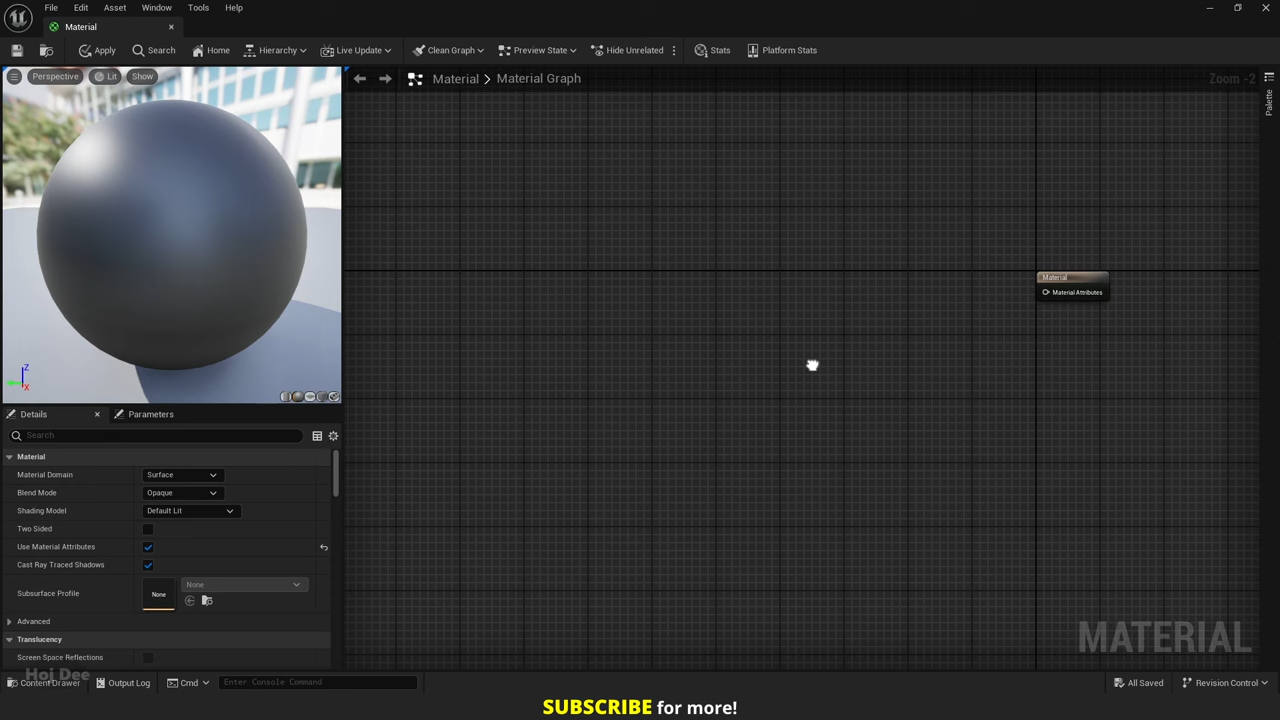 File Edit Asset Window Tools Help
Material
Apply Search Home Hierarchy Live Update Clean Graph Preview State Hide Unrelated Stats Platform Stats
Perspective Lit Show
Material > Material Graph Zoom -2
Palette
Material
Material Attributes
Z
X
Details Parameters
Search
Material
Material Domain Surface
Blend Mode Opaque
Shading Model Default Lit
Two Sided
Use Material Attributes
Cast Ray Traced Shadows
Subsurface Profile None None
Advanced
Translucency
Screen Space Reflections
MATERIAL
Hoj Dee
Content Drawer Output Log Cmd Enter Console Command All Saved Revision Control
SUBSCRIBE for more!